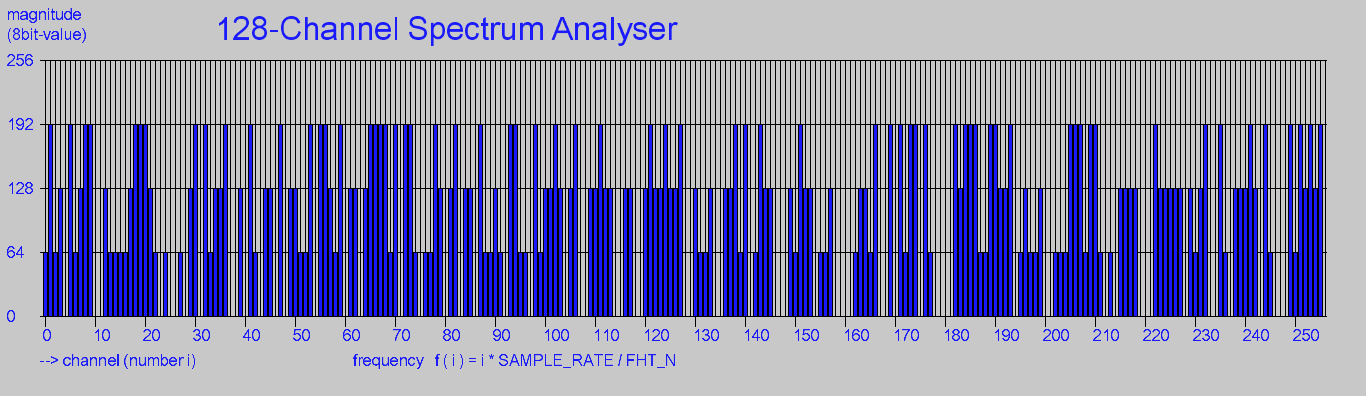 magnitude
(8bit-value)
128-Channel Spectrum Analyser
256
192
128
64
0
0 10 20 30 40 50 60 70 80 90 100 110 120 130 140 150 160 170 180 190 200 210 220 230 240 250
--> channel (number i) frequency f ( i ) = i * SAMPLE_RATE / FHT_N